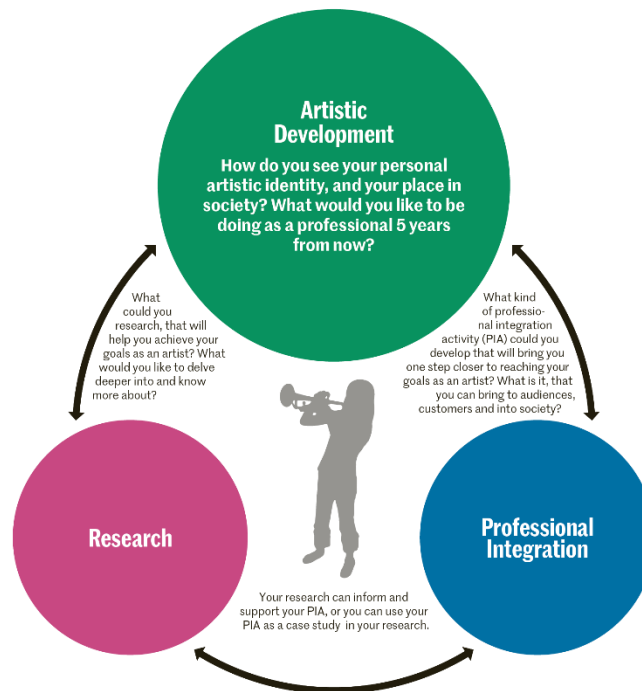 Artistic
Development
How do you see your personal
artistic identity, and your place in
society? What would you like to be
doing as a professional 5 years
from now?
What
could you
research, that will
help you achieve your
goals as an artist? What
would you like to delve
deeper into and know
more about?
What kind
of professio-
nal integration
activity (PIA) could you
develop that will bring you
one step closer to reaching your
goals as an artist? What is it, that
you can bring to audiences,
customers and into society?
Research
Professional
Integration
Your research can inform and
support your PIA, or you can use your
PIA as a case study in your research.